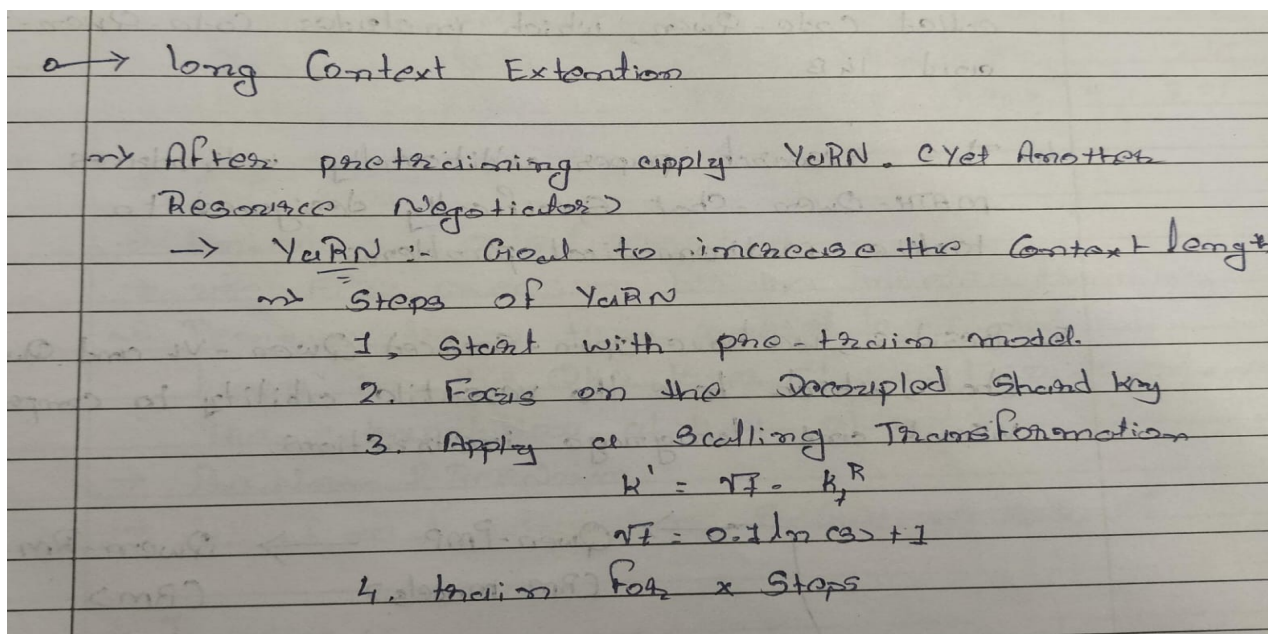 → long Context Extention
→ After pretraining apply YaRN. (Yet Another
Resource Negotiator)
→ YaRN :- Goal to increase the Context lengt
→ Steps of YaRN
1, Start with pre-train model.
2. Focus on the Decoupled Shared key
3. Apply a Scalling Transformation
k' = √t . k_t^R
√t = 0.1 ln (s) + 1
4. train for x Steps